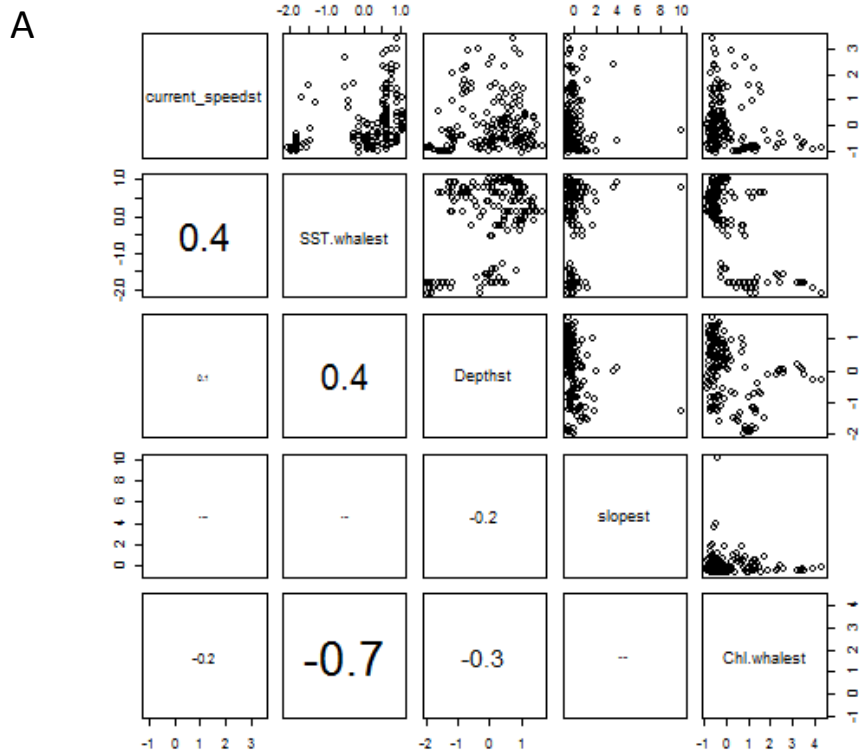 A
-2.0 -1.0 0.0 1.0
0 2 4 6 8 10
current_speedst
-1 0 1 2 3
-2.0 -1.0 0.0 1.0
0.4
SST.whalest
0.1
0.4
Depthst
-2 -1 0 1
0 2 4 6 8 10
-0.2
slopest
-0.2
-0.7
-0.3
Chl.whalest
-1 0 1 2 3 4
-1 0 1 2 3
-2 -1 0 1
-1 0 1 2 3 4